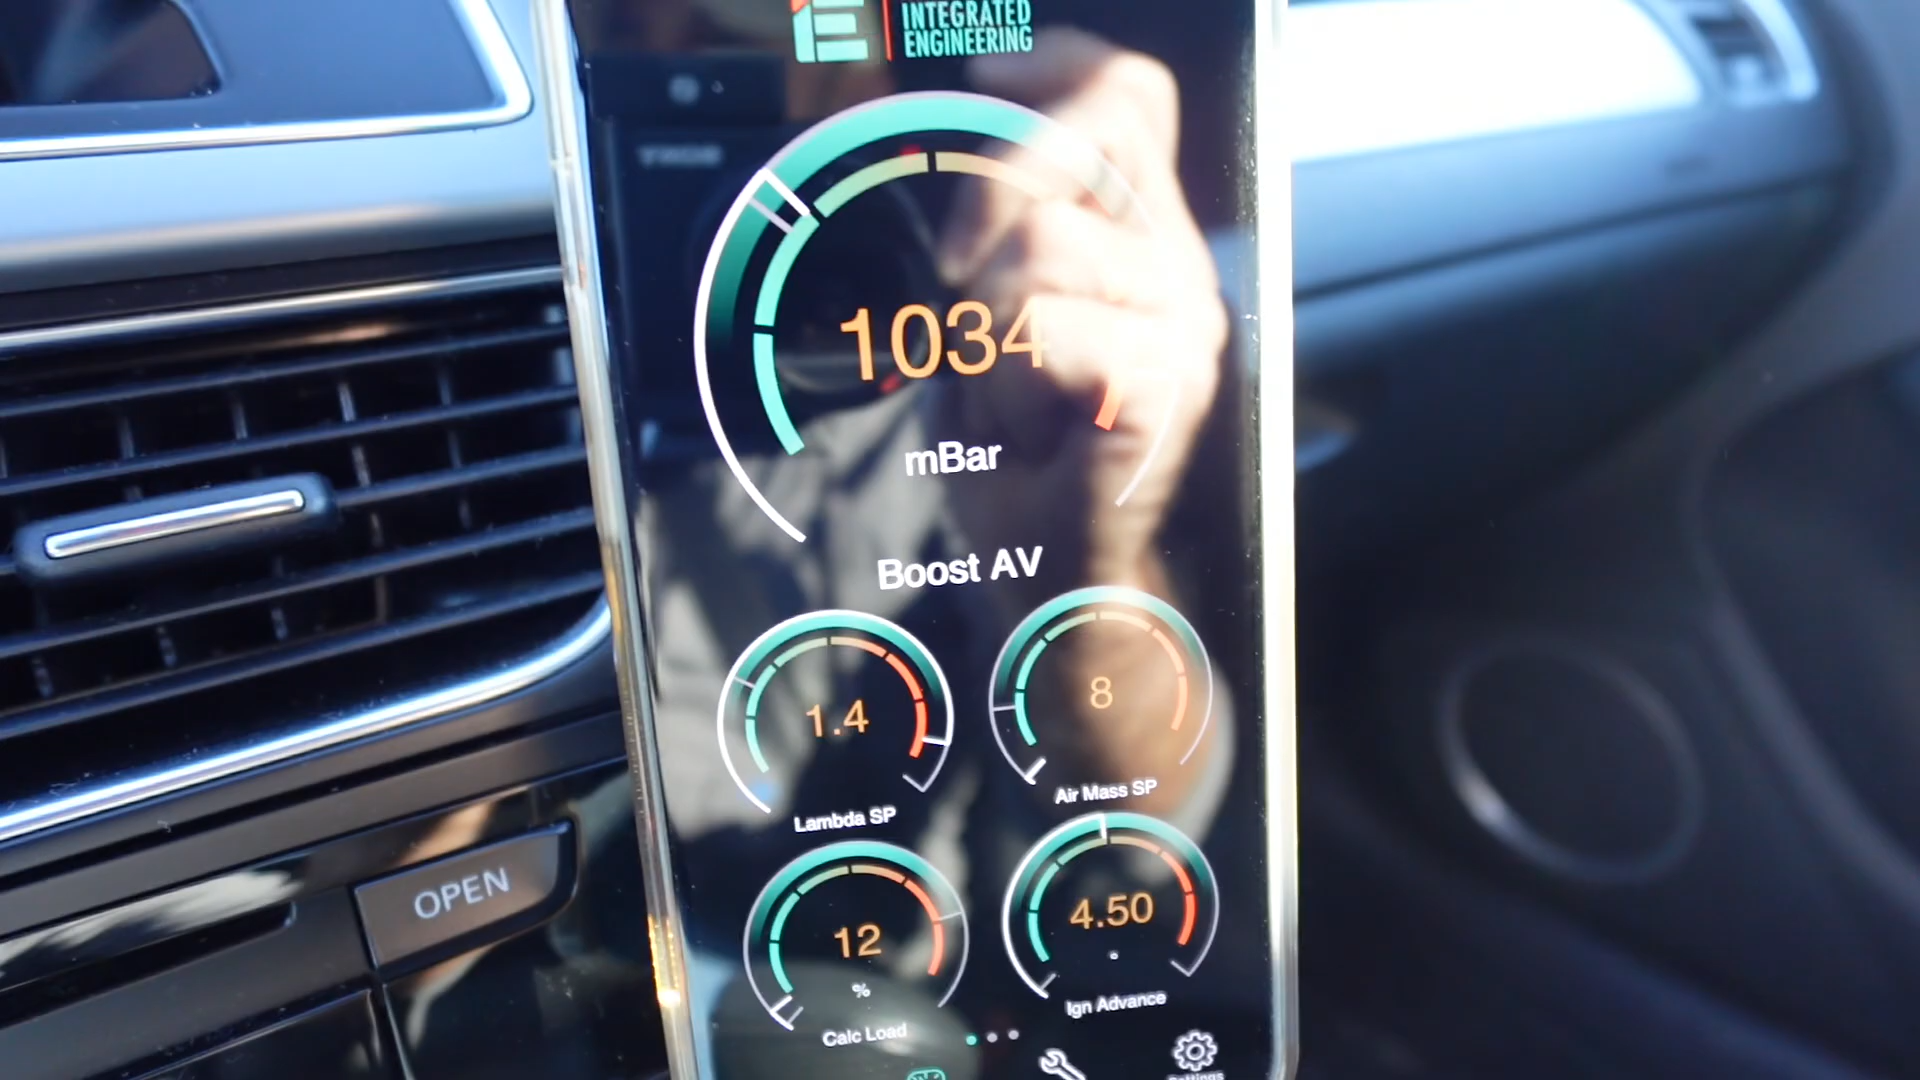 INTEGRATED
ENGINEERING
1034
mBar
Boost AV
1.4
Lambda SP
8
Air Mass SP
12
%
Calc Load
4.50
°
Ign Advance
Settings
OPEN